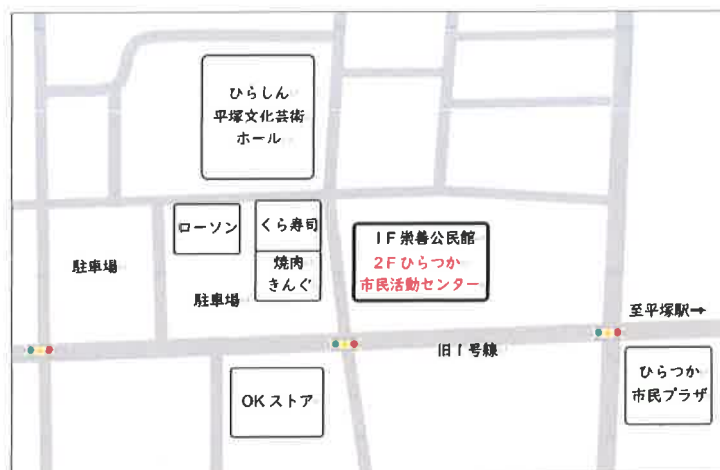 ひらしん
平塚文化芸術
ホール
ローソン
くら寿司
焼肉
きんぐ
駐車場
駐車場
1F 崇善公民館
2F ひらつか
市民活動センター
至平塚駅→
旧1号線
OKストア
ひらつか
市民プラザ